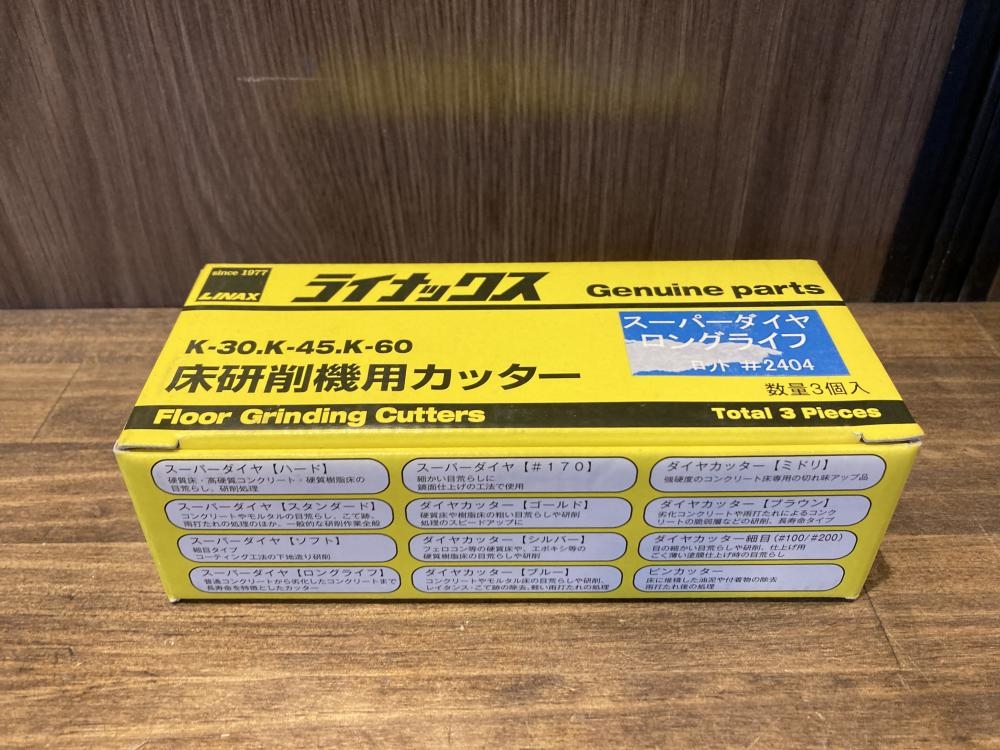 since 1977
LINAX
ライナックス
Genuine parts
K-30.K-45.K-60
床研削機用カッター
スーパーダイヤ
ロングライフ
ロット #2404
数量3個入
Floor Grinding Cutters
Total 3 Pieces
スーパーダイヤ【ハード】
硬質床・高硬質コンクリート・硬質樹脂床の
目荒らし、研削処理
スーパーダイヤ【スタンダード】
コンクリートやモルタルの目荒らし、こて跡、
雨打たれの処理のほか、一般的な研削作業全般
スーパーダイヤ【ソフト】
細目タイプ
コーティング工法の下地造り研削
スーパーダイヤ【ロングライフ】
普通コンクリートから劣化したコンクリートまで
長寿命を特徴としたカッター
スーパーダイヤ【#170】
細かい目荒らしに
鏡面仕上げの工法で使用
ダイヤカッター【ゴールド】
硬質床や樹脂床の粗い目荒らしや研削
処理のスピードアップに
ダイヤカッター【シルバー】
フェロコン等の硬質床や、エポキシ等の
硬質樹脂床の目荒らしや研削
ダイヤカッター【ブルー】
コンクリートやモルタル床の目荒らしや研削、
レイタンス・こて跡の除去、軽い雨打たれの処理
ダイヤカッター【ミドリ】
強硬度のコンクリート床専用の切れ味アップ品
ダイヤカッター【ブラウン】
劣化コンクリートや雨打たれによるコンク
リートの脆弱層などの研削、長寿命タイプ
ダイヤカッター細目(#100/#200)
目の細かい目荒らしや研削、仕上げ用
ごく薄い塗膜仕上げ時の目荒らし
ピンカッター
床に堆積した油泥や付着物の除去
雨打たれ後の処理